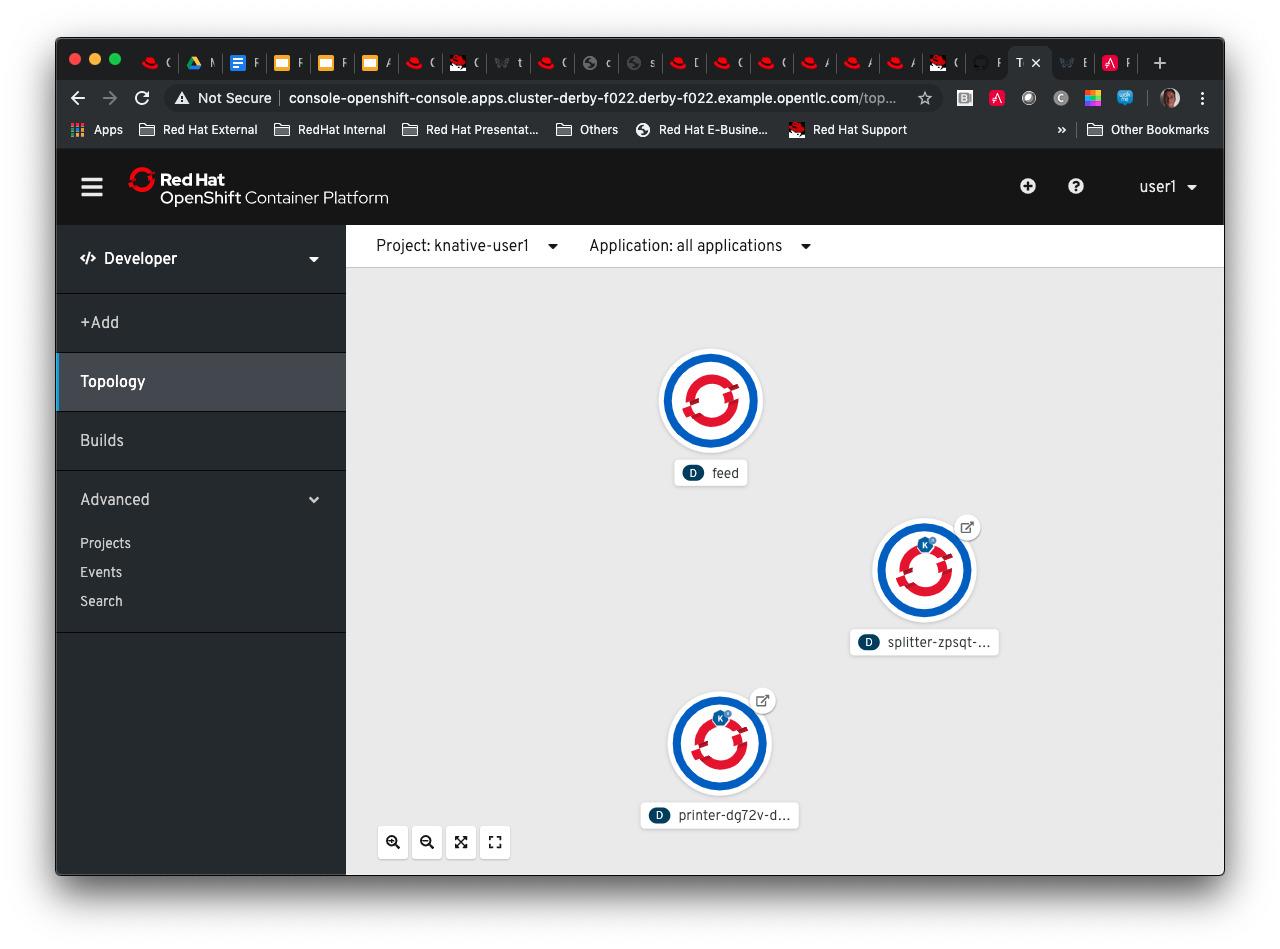 T
Not Secure
console-openshift-console.apps.cluster-derby-f022.derby-f022.example.opentlc.com/top...
Apps
Red Hat External
RedHat Internal
Red Hat Presentat...
Others
Red Hat E-Busine...
Red Hat Support
»
Other Bookmarks
Red Hat
OpenShift Container Platform
user1
Developer
+Add
Topology
Builds
Advanced
Projects
Events
Search
Project: knative-user1
Application: all applications
D feed
K
D splitter-zpsqt-...
K
D printer-dg72v-d...